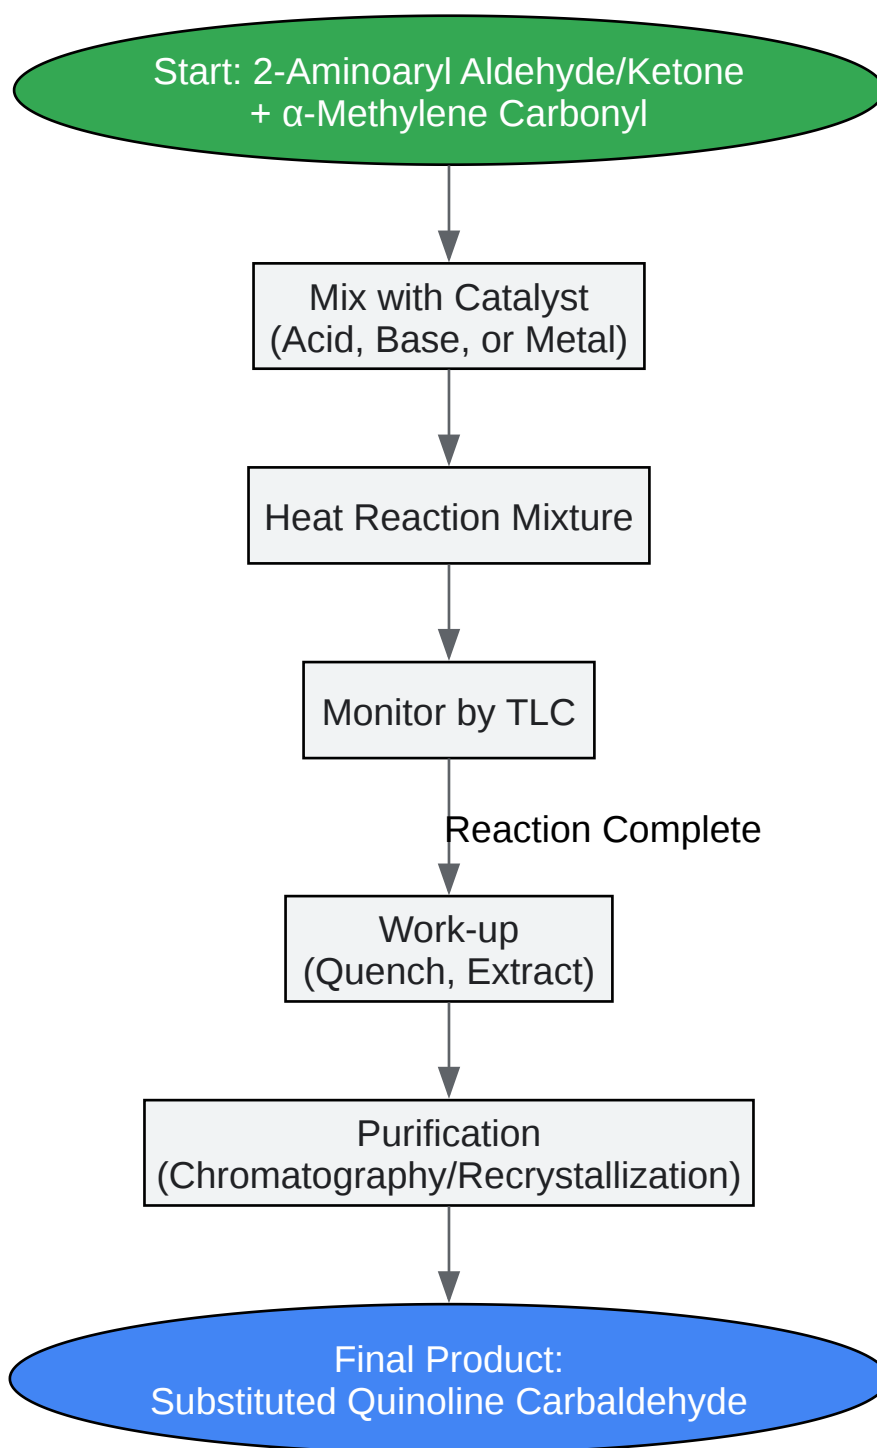 Start: 2-Aminoaryl Aldehyde/Ketone
+ α-Methylene Carbonyl
Mix with Catalyst
(Acid, Base, or Metal)
Heat Reaction Mixture
Monitor by TLC
Reaction Complete
Work-up
(Quench, Extract)
Purification
(Chromatography/Recrystallization)
Final Product:
Substituted Quinoline Carbaldehyde